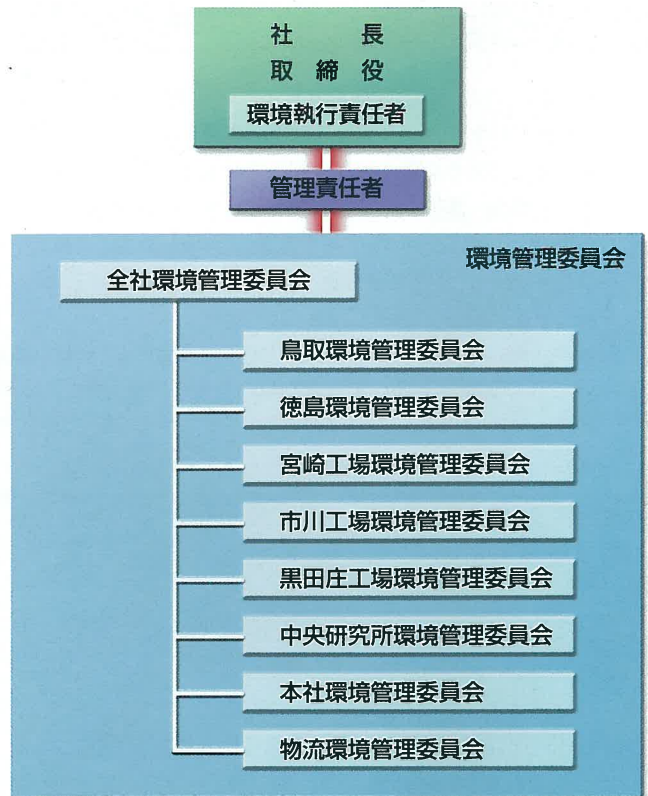 社長
取締役
環境執行責任者
管理責任者
環境管理委員会
全社環境管理委員会
鳥取環境管理委員会
徳島環境管理委員会
宮崎工場環境管理委員会
市川工場環境管理委員会
黒田庄工場環境管理委員会
中央研究所環境管理委員会
本社環境管理委員会
物流環境管理委員会